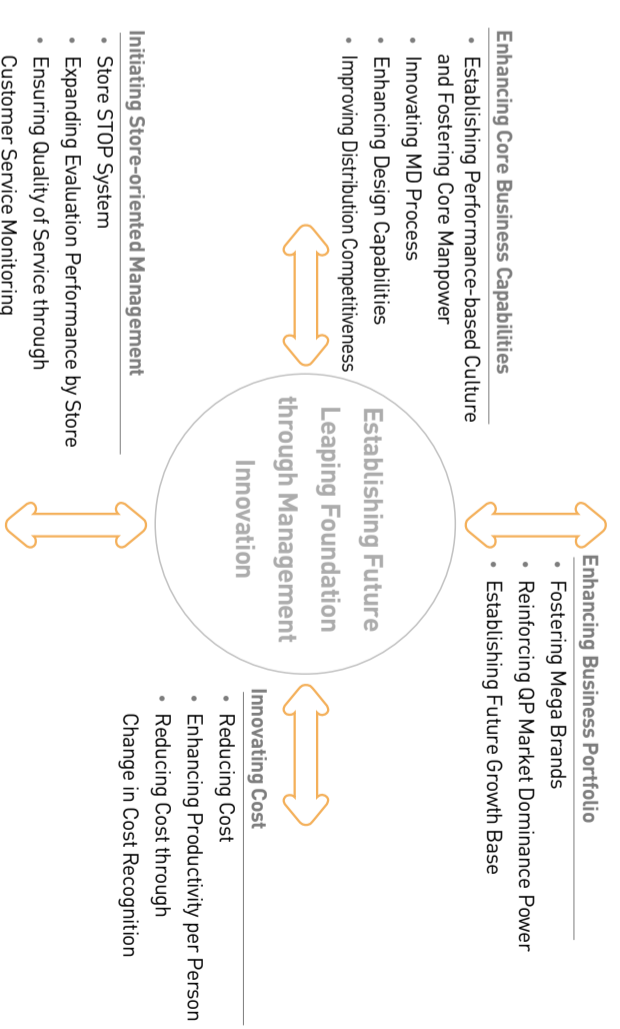 Enhancing Core Business Capabilities
• Establishing Performance-based Culture
and Fostering Core Manpower
• Innovating MD Process
• Enhancing Design Capabilities
• Improving Distribution Competitiveness
Enhancing Business Portfolio
• Fostering Mega Brands
• Reinforcing QP Market Dominance Power
• Establishing Future Growth Base
Establishing Future
Leaping Foundation
through Management
Innovation
Initiating Store-oriented Management
• Store STOP System
• Expanding Evaluation Performance by Store
• Ensuring Quality of Service through
Customer Service Monitoring
Innovating Cost
• Reducing Cost
• Enhancing Productivity per Person
• Reducing Cost through
Change in Cost Recognition